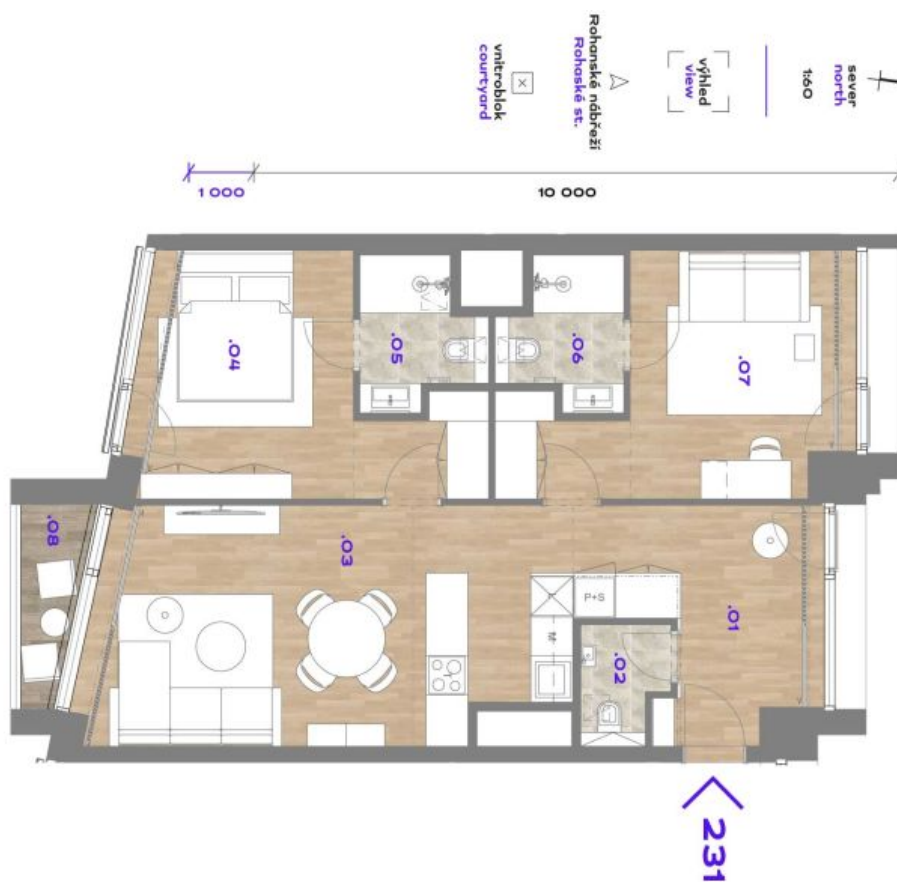 sever
north
1:60
výhled
view
Rohanské nábřeží
Rohaské st.
vnitroblok
courtyard
1 000
10 000
.04
.05
.06
.07
.08
.03
P+S
.01
M
.02
231